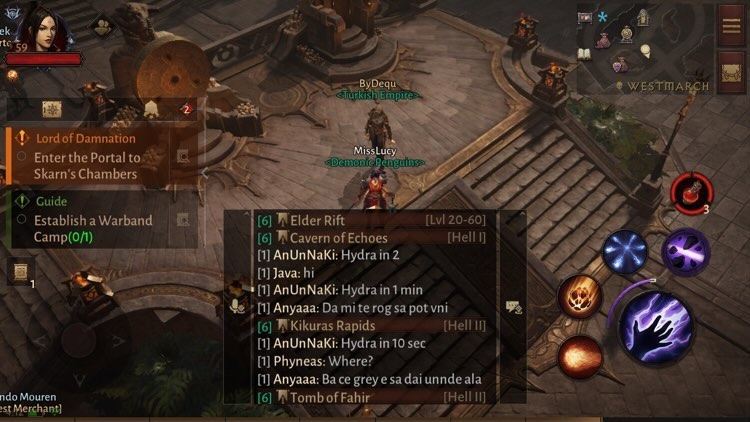 59
WESTMARCH
2
Lord of Damnation
Enter the Portal to
Skarn's Chambers
Guide
Establish a Warband
Camp(0/1)
1
ByDequ
<Turkish Empire>
MissLucy
<Demonic Penguins>
3
[6] Elder Rift [Lvl 20-60]
[6] Cavern of Echoes [Hell I]
[1] AnUnNaKi: Hydra in 2
[1] Java: hi
[1] AnUnNaKi: Hydra in 1 min
[1] Anyaaa: Da mi te rog sa pot vni
[6] Kikuras Rapids [Hell II]
[1] AnUnNaKi: Hydra in 10 sec
[1] Phyneas: Where?
[1] Anyaaa: Ba ce grey e sa dai unnde ala
[6] Tomb of Fahir [Hell II]
ndo Mouren
est Merchant]